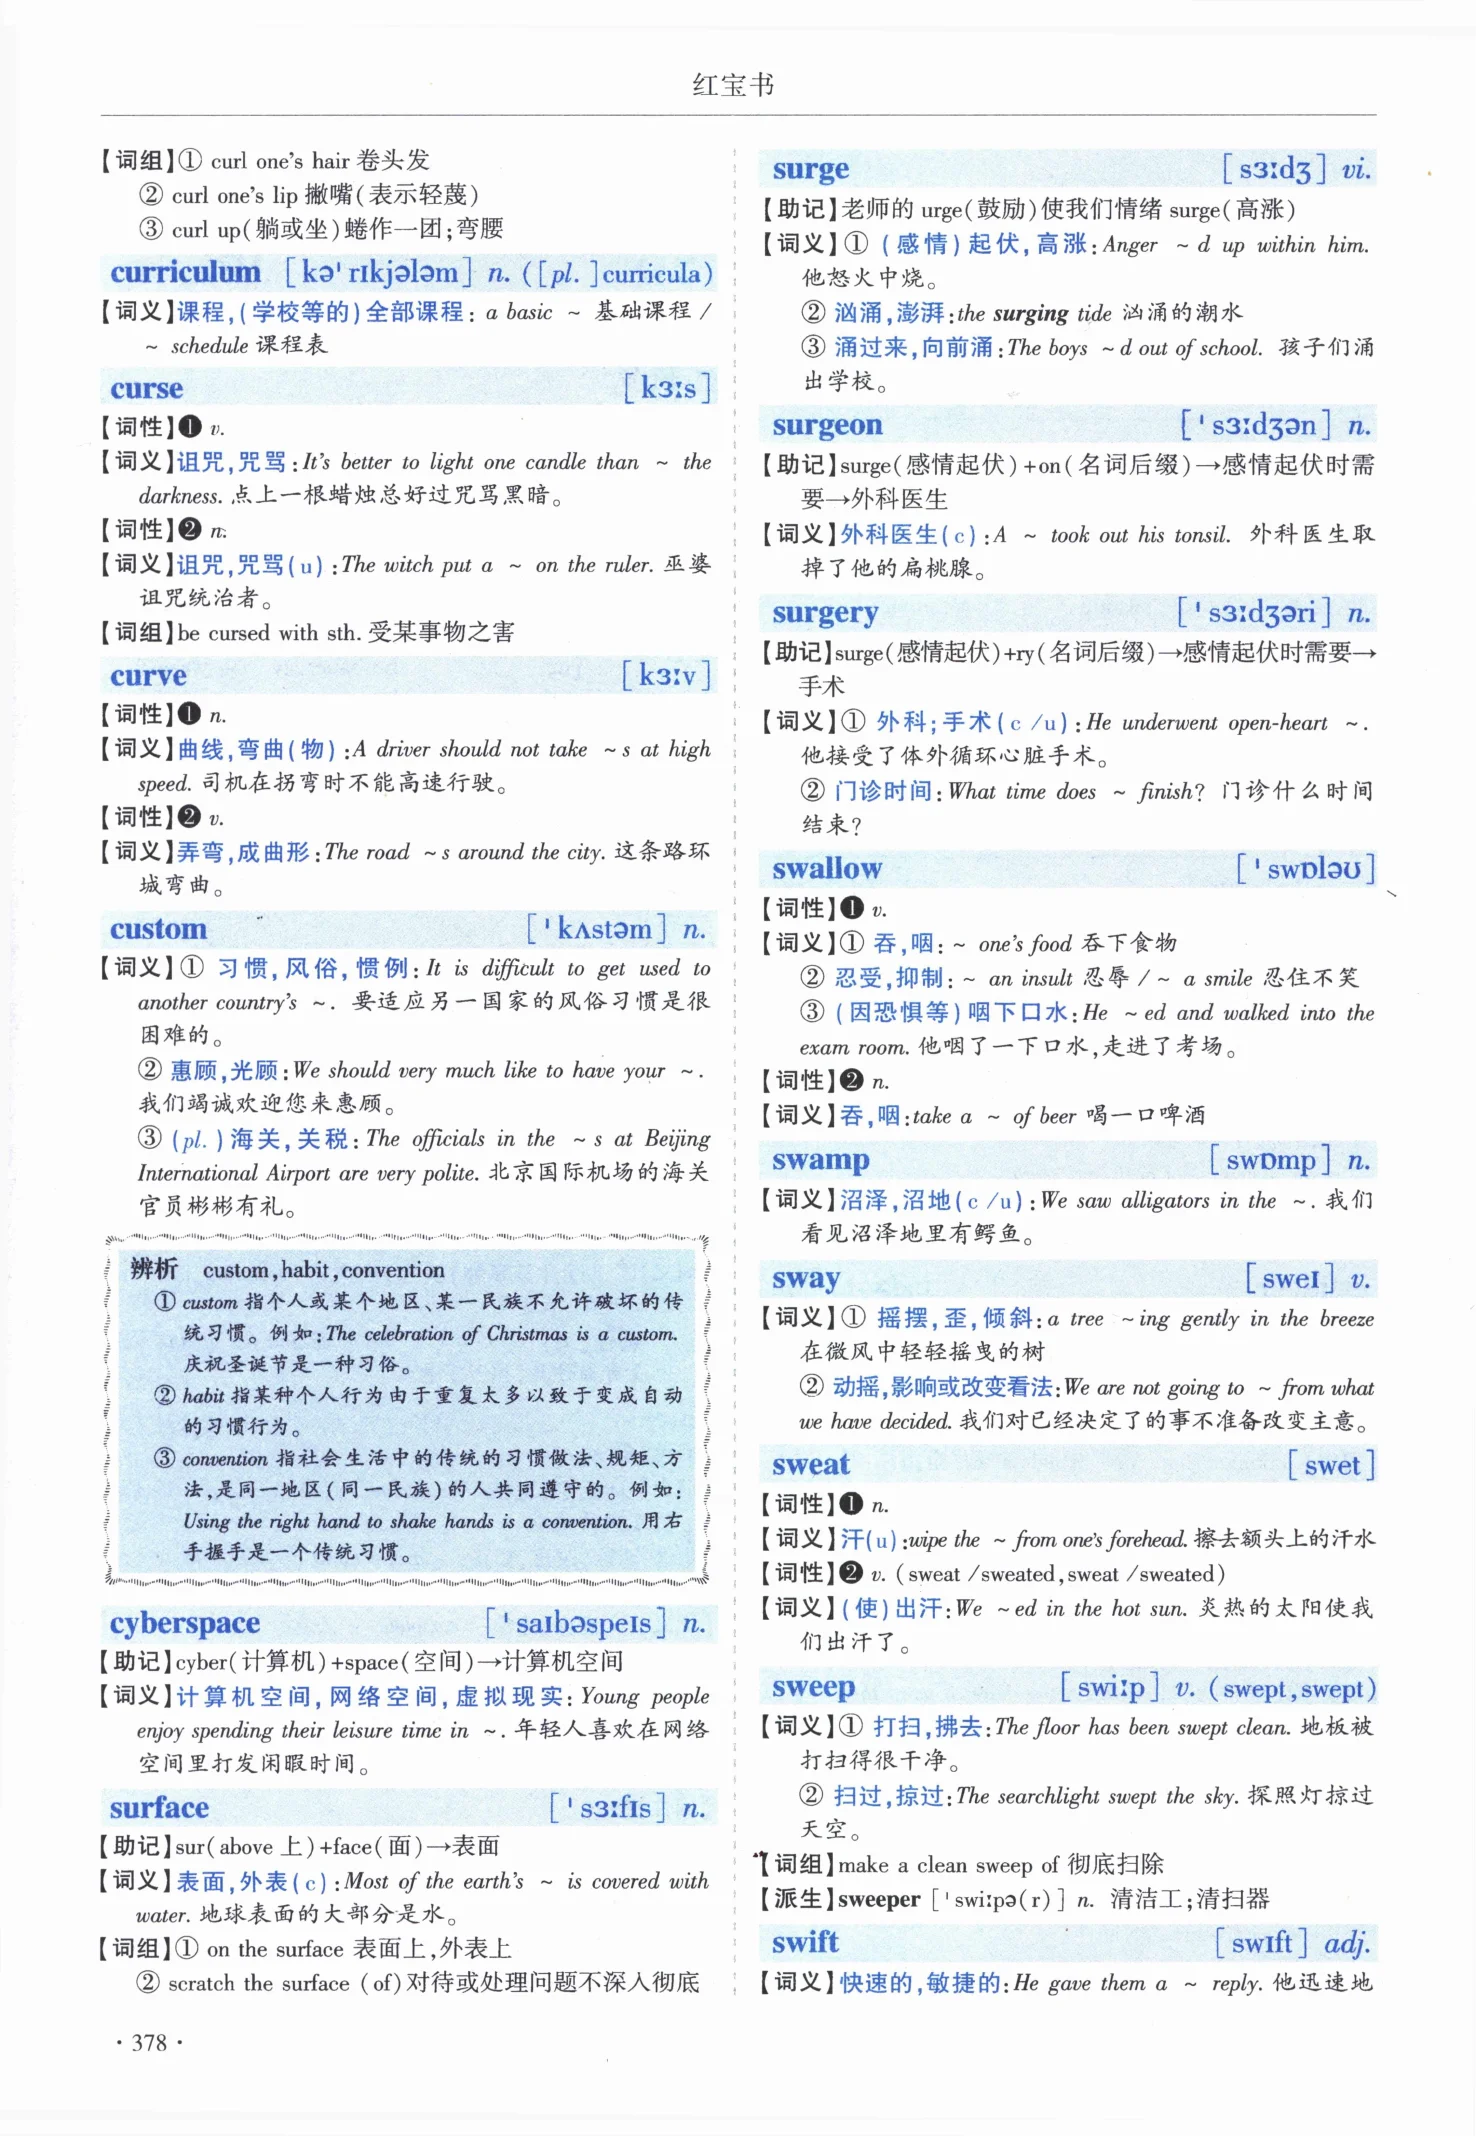 红宝书
【词组】① curl one's hair 卷头发
② curl one's lip 撇嘴(表示轻蔑)
③ curl up(躺或坐)蜷作一团;弯腰
curriculum [kə'rɪkjələm] n. ([pl.]curricula)
【词义】课程,(学校等的)全部课程: a basic ~ 基础课程 /
~ schedule 课程表
curse [kɜːs]
【词性】❶ v.
【词义】诅咒,咒骂:It's better to light one candle than ~ the
darkness. 点上一根蜡烛总好过咒骂黑暗。
【词性】❷ n.
【词义】诅咒,咒骂(u):The witch put a ~ on the ruler. 巫婆
诅咒统治者。
【词组】be cursed with sth. 受某事物之害
curve [kɜːv]
【词性】❶ n.
【词义】曲线,弯曲(物):A driver should not take ~s at high
speed. 司机在拐弯时不能高速行驶。
【词性】❷ v.
【词义】弄弯,成曲形:The road ~s around the city. 这条路环
城弯曲。
custom ['kʌstəm] n.
【词义】① 习惯,风俗,惯例:It is difficult to get used to
another country's ~. 要适应另一国家的风俗习惯是很
困难的。
② 惠顾,光顾:We should very much like to have your ~.
我们竭诚欢迎您来惠顾。
③ (pl.)海关,关税:The officials in the ~s at Beijing
International Airport are very polite. 北京国际机场的海关
官员彬彬有礼。
辨析 custom,habit,convention
① custom 指个人或某个地区、某一民族不允许破坏的传
统习惯。例如:The celebration of Christmas is a custom.
庆祝圣诞节是一种习俗。
② habit 指某种个人行为由于重复太多以致于变成自动
的习惯行为。
③ convention 指社会生活中的传统的习惯做法、规矩、方
法,是同一地区(同一民族)的人共同遵守的。例如:
Using the right hand to shake hands is a convention. 用右
手握手是一个传统习惯。
cyberspace ['saɪbəspeɪs] n.
【助记】cyber(计算机)+space(空间)→计算机空间
【词义】计算机空间,网络空间,虚拟现实:Young people
enjoy spending their leisure time in ~. 年轻人喜欢在网络
空间里打发闲暇时间。
surface ['sɜːfɪs] n.
【助记】sur(above 上)+face(面)→表面
【词义】表面,外表(c):Most of the earth's ~ is covered with
water. 地球表面的大部分是水。
【词组】① on the surface 表面上,外表上
② scratch the surface (of)对待或处理问题不深入彻底
· 378 ·
surge [sɜːdʒ] vi.
【助记】老师的 urge(鼓励)使我们情绪 surge(高涨)
【词义】① (感情)起伏,高涨:Anger ~d up within him.
他怒火中烧。
② 汹涌,澎湃:the surging tide 汹涌的潮水
③ 涌过来,向前涌:The boys ~d out of school. 孩子们涌
出学校。
surgeon ['sɜːdʒən] n.
【助记】surge(感情起伏)+on(名词后缀)→感情起伏时需
要→外科医生
【词义】外科医生(c):A ~ took out his tonsil. 外科医生取
掉了他的扁桃腺。
surgery ['sɜːdʒəri] n.
【助记】surge(感情起伏)+ry(名词后缀)→感情起伏时需要→
手术
【词义】① 外科;手术(c /u):He underwent open-heart ~.
他接受了体外循环心脏手术。
② 门诊时间:What time does ~ finish? 门诊什么时间
结束?
swallow ['swɒləʊ]
【词性】❶ v.
【词义】① 吞,咽: ~ one's food 吞下食物
② 忍受,抑制: ~ an insult 忍辱 / ~ a smile 忍住不笑
③ (因恐惧等)咽下口水:He ~ed and walked into the
exam room. 他咽了一下口水,走进了考场。
【词性】❷ n.
【词义】吞,咽:take a ~ of beer 喝一口啤酒
swamp [swɒmp] n.
【词义】沼泽,沼地(c /u):We saw alligators in the ~. 我们
看见沼泽地里有鳄鱼。
sway [sweɪ] v.
【词义】① 摇摆,歪,倾斜:a tree ~ing gently in the breeze
在微风中轻轻摇曳的树
② 动摇,影响或改变看法:We are not going to ~ from what
we have decided. 我们对已经决定了的事不准备改变主意。
sweat [swet]
【词性】❶ n.
【词义】汗(u):wipe the ~ from one's forehead. 擦去额头上的汗水
【词性】❷ v. (sweat /sweated,sweat /sweated)
【词义】(使)出汗:We ~ed in the hot sun. 炎热的太阳使我
们出汗了。
sweep [swiːp] v. (swept,swept)
【词义】① 打扫,拂去:The floor has been swept clean. 地板被
打扫得很干净。
② 扫过,掠过:The searchlight swept the sky. 探照灯掠过
天空。
【词组】make a clean sweep of 彻底扫除
【派生】sweeper ['swiːpə(r)] n. 清洁工;清扫器
swift [swɪft] adj.
【词义】快速的,敏捷的:He gave them a ~ reply. 他迅速地